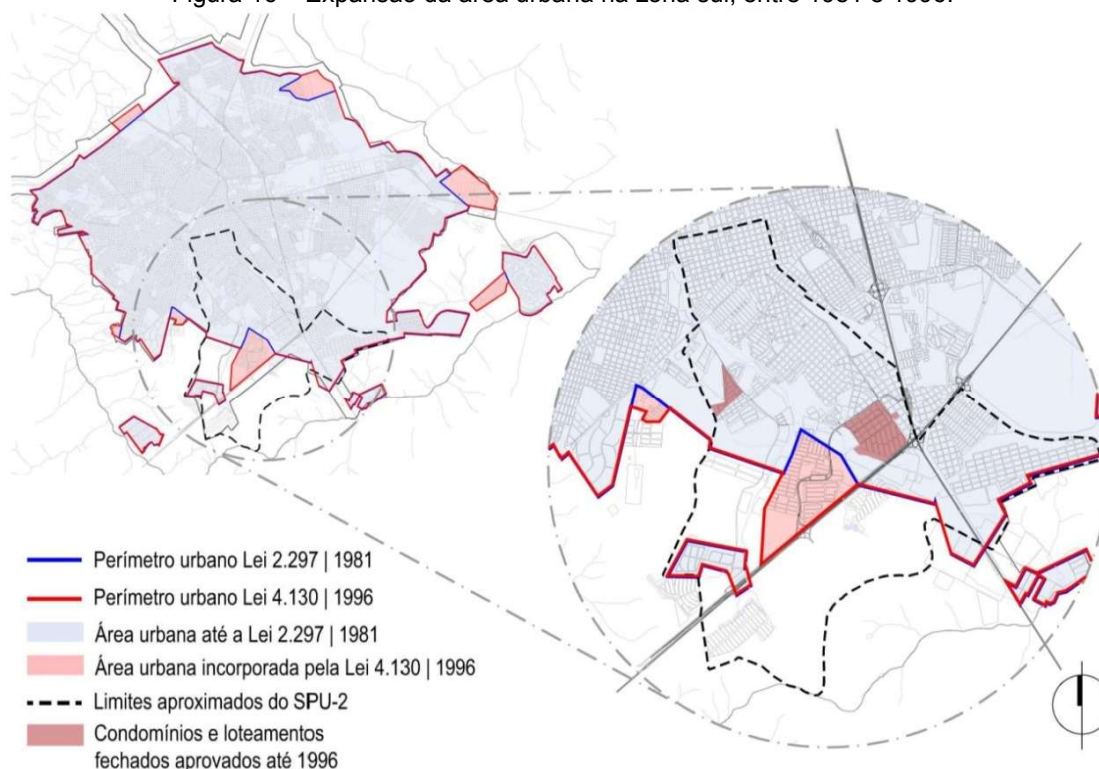 Perímetro urbano Lei 2.297 | 1981
Perímetro urbano Lei 4.130 | 1996
Área urbana até a Lei 2.297 | 1981
Área urbana incorporada pela Lei 4.130 | 1996
Limites aproximados do SPU-2
Condomínios e loteamentos
fechados aprovados até 1996